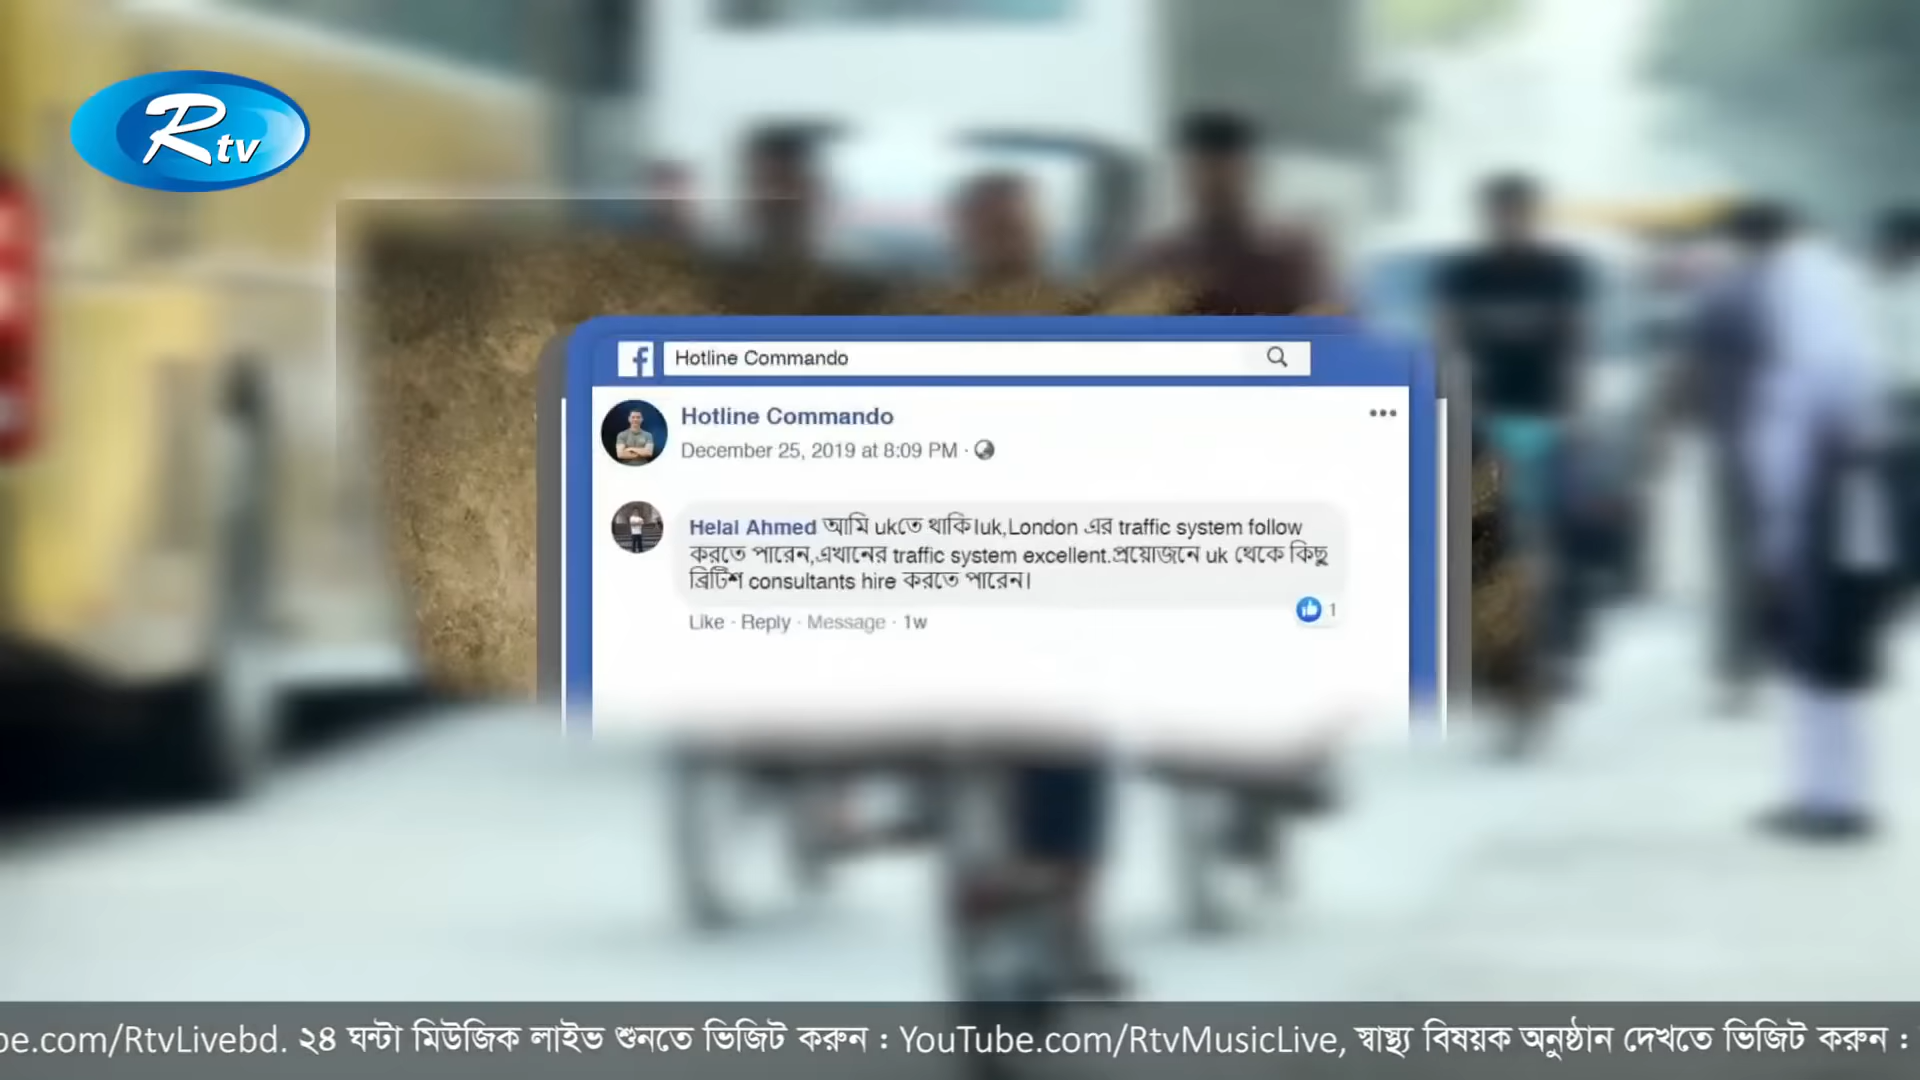 Rtv
Hotline Commando
Hotline Commando
December 25, 2019 at 8:09 PM ·
Helal Ahmed আমি ukতে থাকি।uk,London এর traffic system follow
করতে পারেন,এখানের traffic system excellent.প্রয়োজনে uk থেকে কিছু
ব্রিটিশ consultants hire করতে পারেন।
Like · Reply · Message · 1w
1
be.com/RtvLivebd. ২৪ ঘন্টা মিউজিক লাইভ শুনতে ভিজিট করুন : YouTube.com/RtvMusicLive, স্বাস্থ্য বিষয়ক অনুষ্ঠান দেখতে ভিজিট করুন :